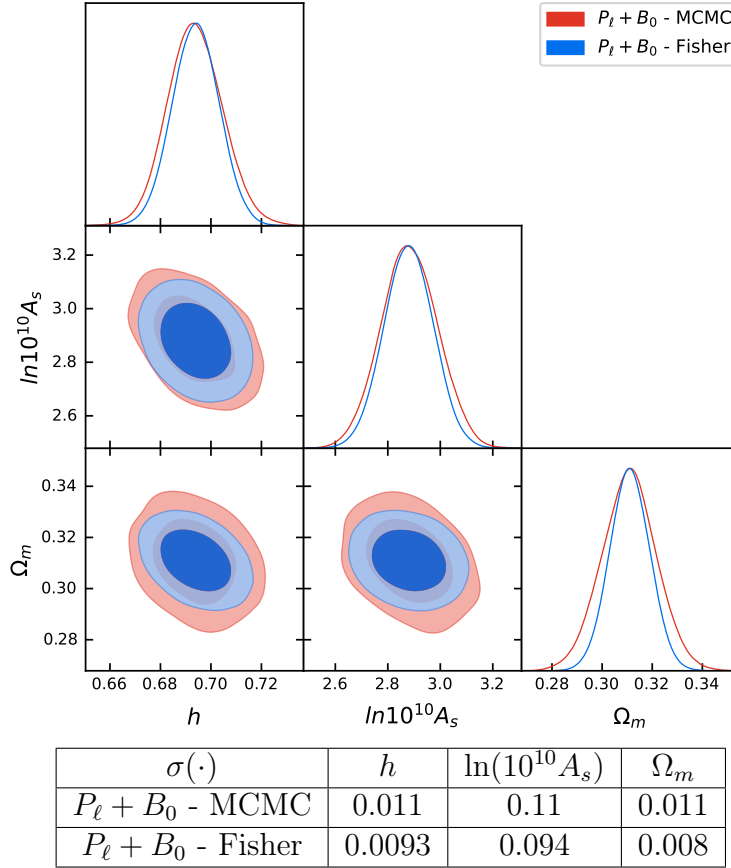 P_ℓ + B_0 - MCMC
P_ℓ + B_0 - Fisher
3.2
3.0
2.8
2.6
ln10^{10}A_s
0.34
0.32
0.30
0.28
Ω_m
0.66 0.68 0.70 0.72
2.6 2.8 3.0 3.2
0.28 0.30 0.32 0.34
h
ln10^{10}A_s
Ω_m
σ(·) h ln(10^{10}A_s) Ω_m
P_ℓ + B_0 - MCMC 0.011 0.11 0.011
P_ℓ + B_0 - Fisher 0.0093 0.094 0.008